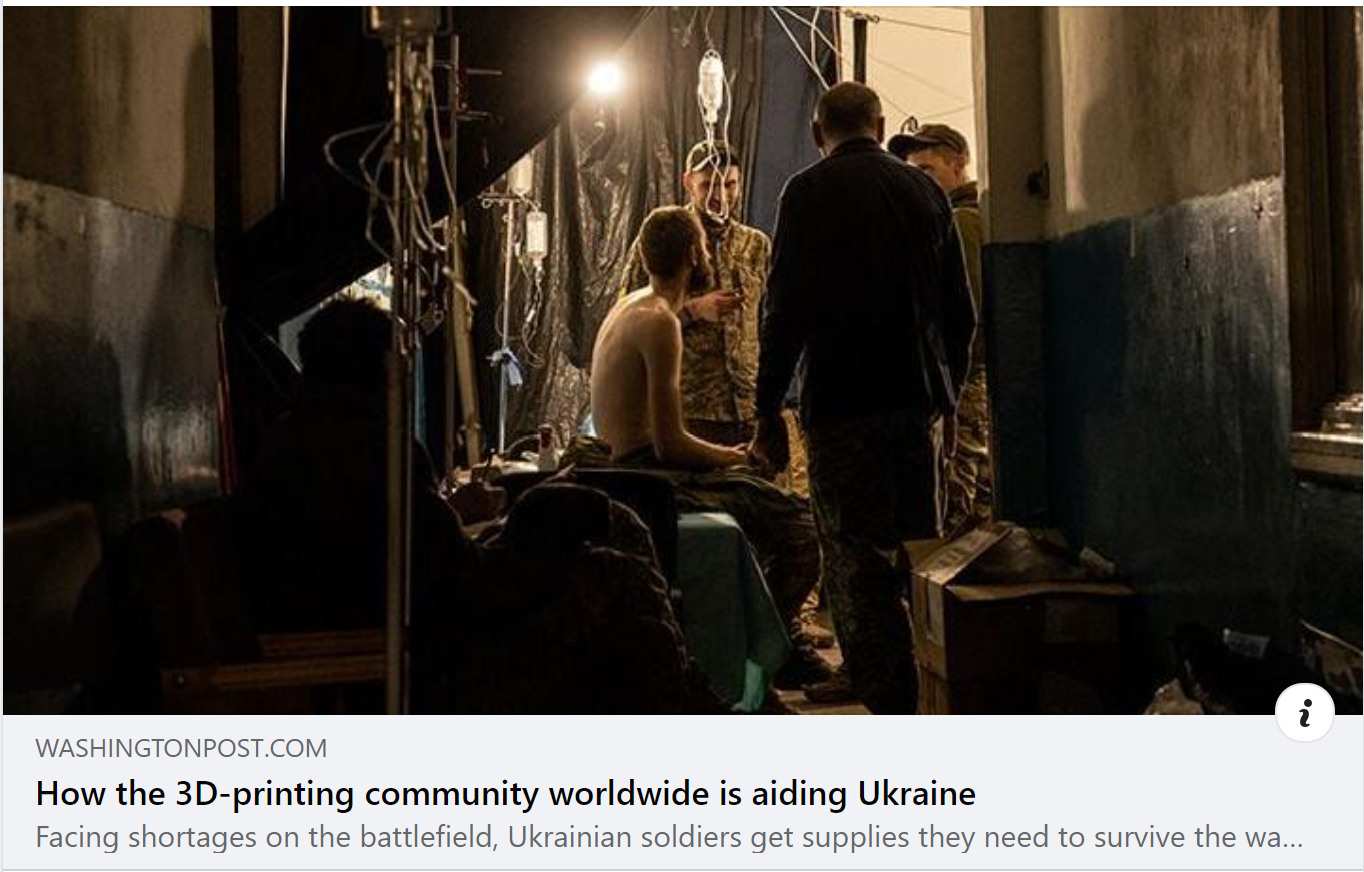 WASHINGTONPOST.COM
How the 3D-printing community worldwide is aiding Ukraine
Facing shortages on the battlefield, Ukrainian soldiers get supplies they need to survive the wa...